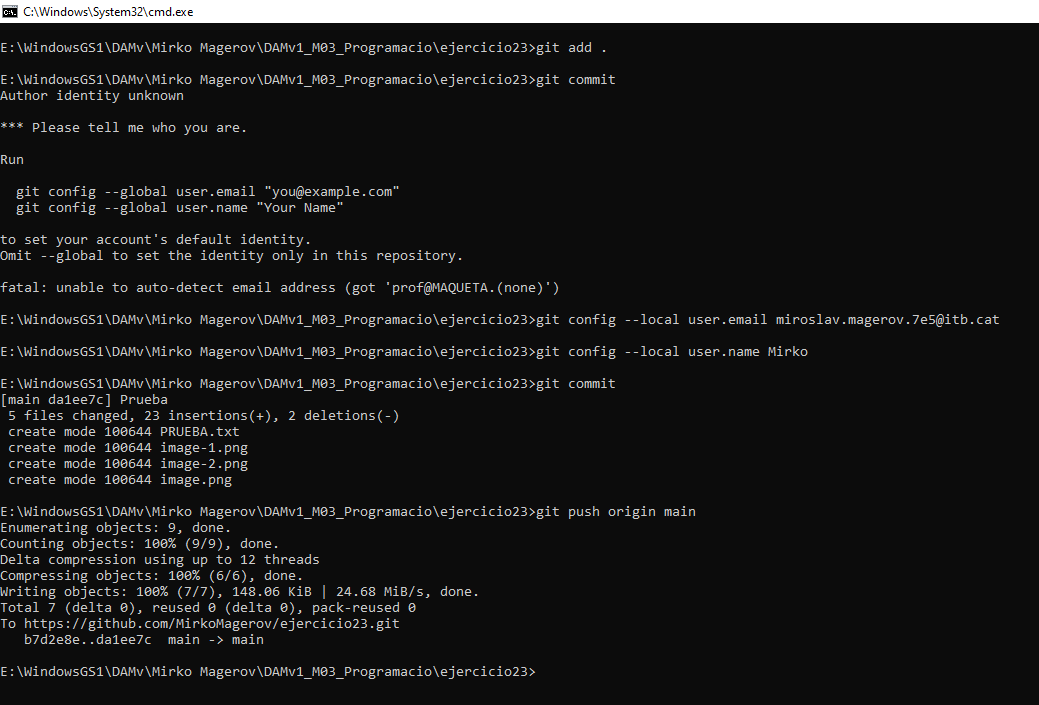 C:\Windows\System32\cmd.exe
E:\WindowsGS1\DAMv\Mirko Magerov\DAMv1_M03_Programacio\ejercicio23>git add .
E:\WindowsGS1\DAMv\Mirko Magerov\DAMv1_M03_Programacio\ejercicio23>git commit
Author identity unknown
*** Please tell me who you are.
Run
  git config --global user.email "you@example.com"
  git config --global user.name "Your Name"
to set your account's default identity.
Omit --global to set the identity only in this repository.
fatal: unable to auto-detect email address (got 'prof@MAQUETA.(none)')
E:\WindowsGS1\DAMv\Mirko Magerov\DAMv1_M03_Programacio\ejercicio23>git config --local user.email miroslav.magerov.7e5@itb.cat
E:\WindowsGS1\DAMv\Mirko Magerov\DAMv1_M03_Programacio\ejercicio23>git config --local user.name Mirko
E:\WindowsGS1\DAMv\Mirko Magerov\DAMv1_M03_Programacio\ejercicio23>git commit
[main da1ee7c] Prueba
 5 files changed, 23 insertions(+), 2 deletions(-)
 create mode 100644 PRUEBA.txt
 create mode 100644 image-1.png
 create mode 100644 image-2.png
 create mode 100644 image.png
E:\WindowsGS1\DAMv\Mirko Magerov\DAMv1_M03_Programacio\ejercicio23>git push origin main
Enumerating objects: 9, done.
Counting objects: 100% (9/9), done.
Delta compression using up to 12 threads
Compressing objects: 100% (6/6), done.
Writing objects: 100% (7/7), 148.06 KiB | 24.68 MiB/s, done.
Total 7 (delta 0), reused 0 (delta 0), pack-reused 0
To https://github.com/MirkoMagerov/ejercicio23.git
   b7d2e8e..da1ee7c  main -> main
E:\WindowsGS1\DAMv\Mirko Magerov\DAMv1_M03_Programacio\ejercicio23>